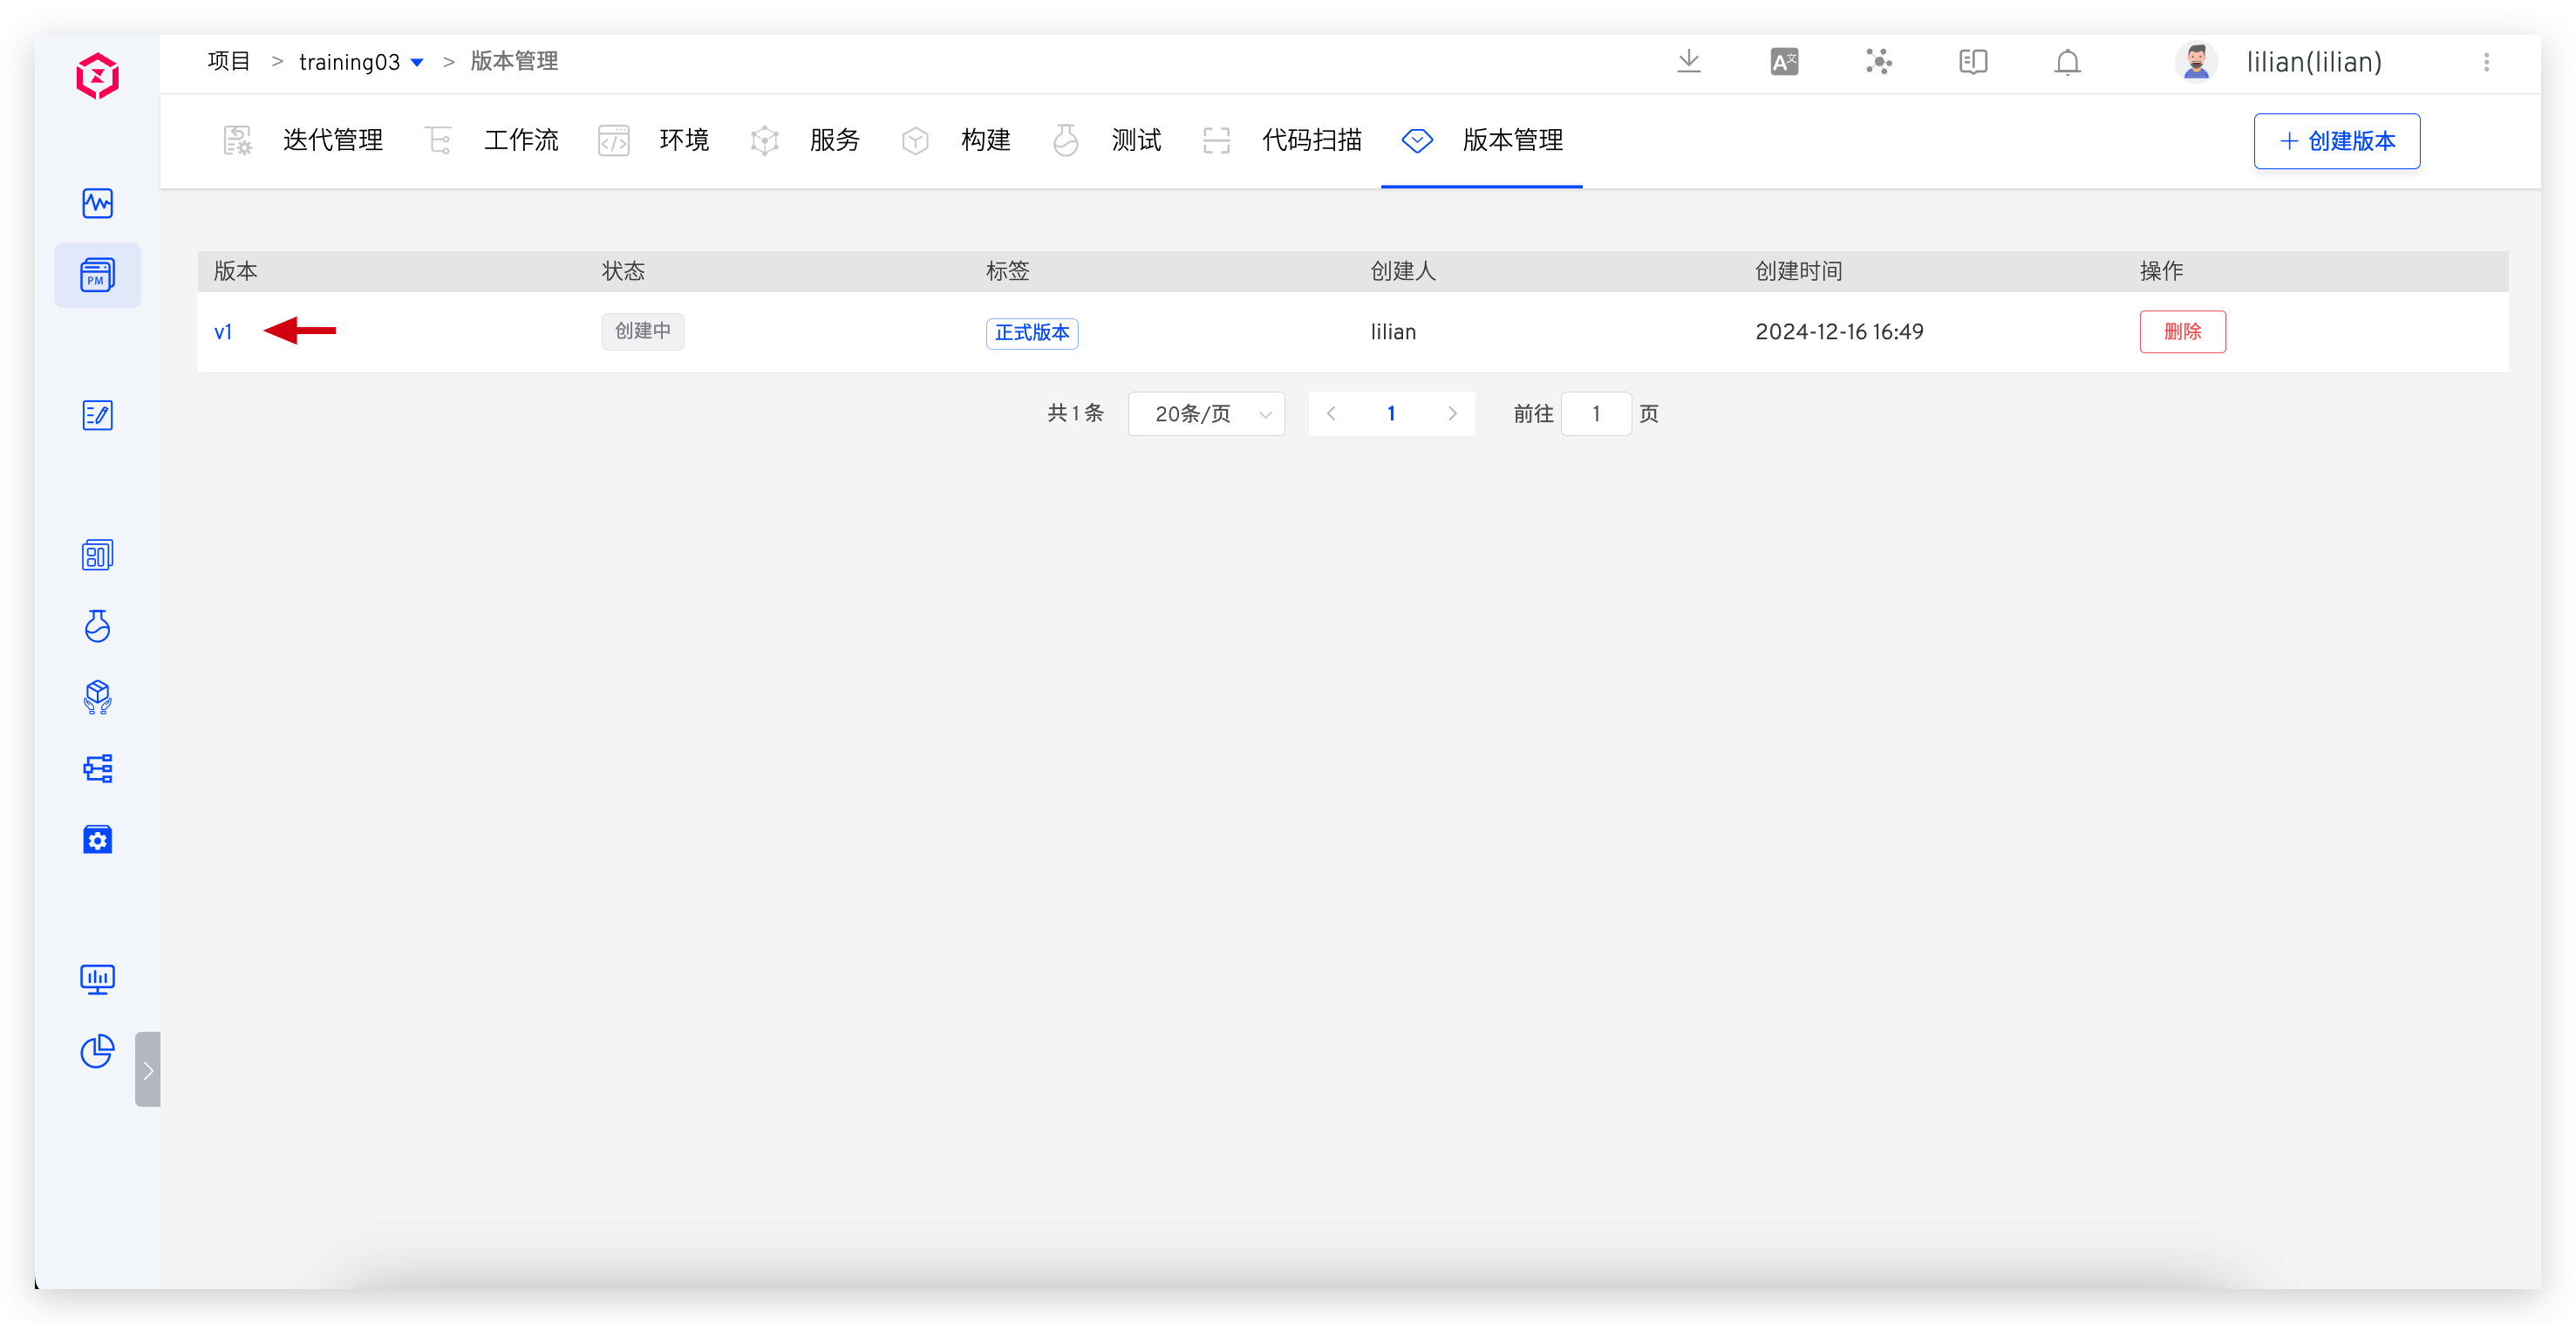 项目 > training03 > 版本管理
A文
lilian(lilian)
迭代管理 工作流 环境 服务 构建 测试 代码扫描 版本管理
+ 创建版本
PM
版本 状态 标签 创建人 创建时间 操作
v1 创建中 正式版本 lilian 2024-12-16 16:49 删除
共 1 条 20条/页 < 1 > 前往 1 页